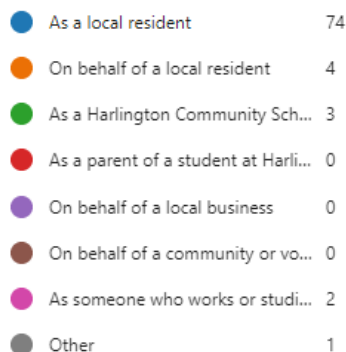 As a local resident 74
On behalf of a local resident 4
As a Harlington Community Sch... 3
As a parent of a student at Harli... 0
On behalf of a local business 0
On behalf of a community or vo... 0
As someone who works or studi... 2
Other 1